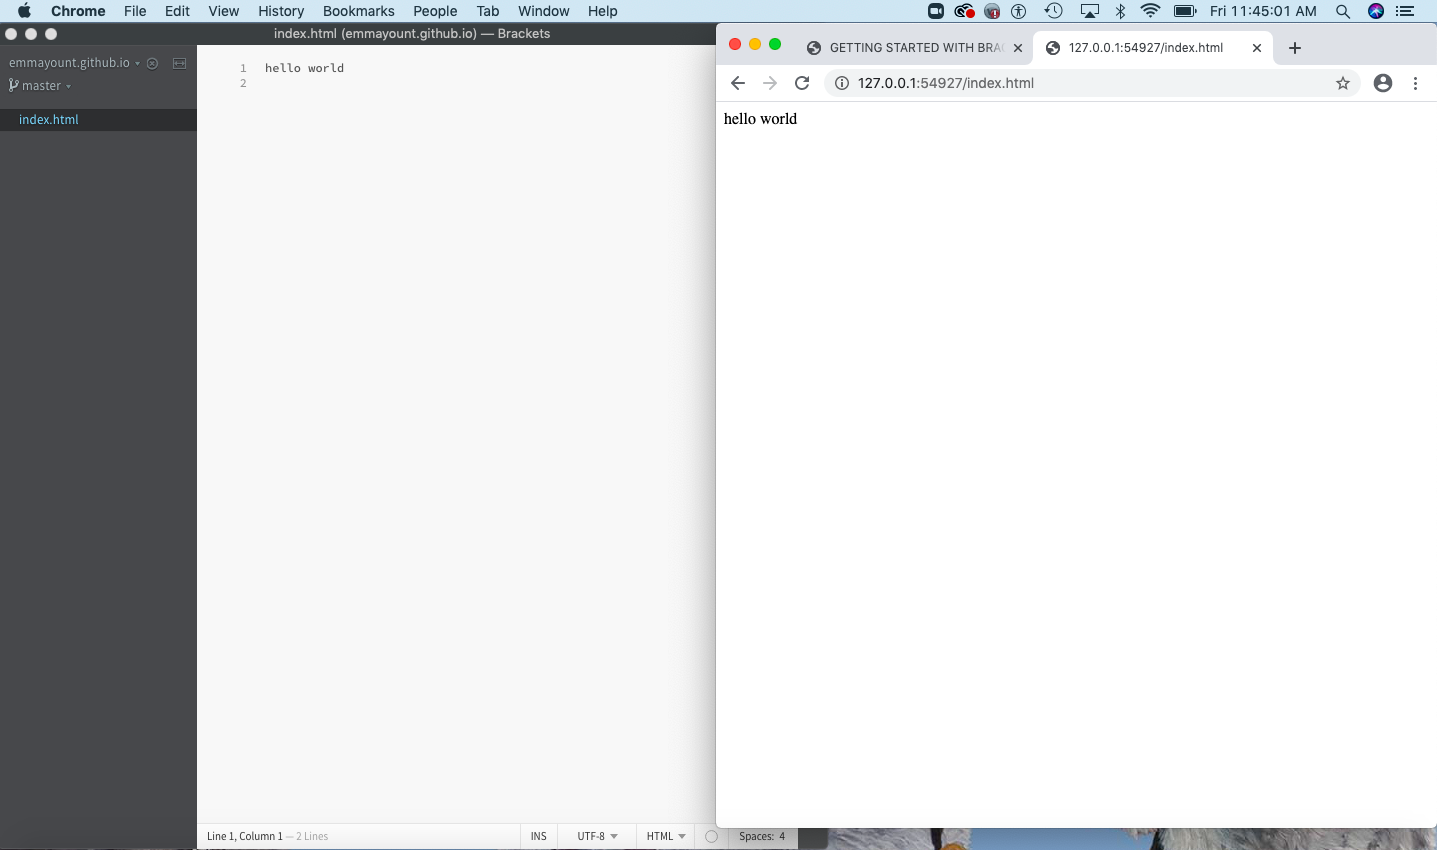 Chrome File Edit View History Bookmarks People Tab Window Help Fri 11:45:01 AM
index.html (emmayount.github.io) — Brackets
emmayount.github.io
master
index.html
1 hello world
2
Line 1, Column 1 — 2 Lines INS UTF-8 HTML Spaces: 4
GETTING STARTED WITH BRA 127.0.0.1:54927/index.html
127.0.0.1:54927/index.html
hello world